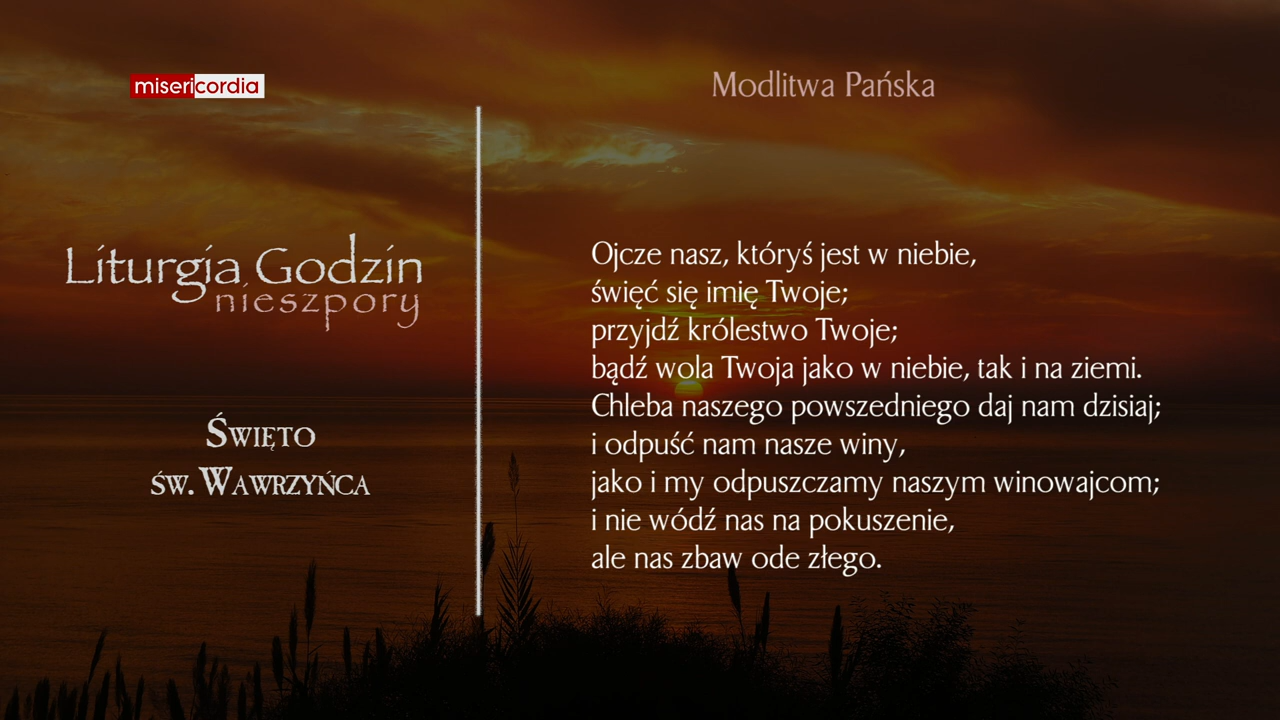 misericordia
Liturgia Godzin
nieszpory
Święto
św. Wawrzyńca
Modlitwa Pańska
Ojcze nasz, któryś jest w niebie,
święć się imię Twoje;
przyjdź królestwo Twoje;
bądź wola Twoja jako w niebie, tak i na ziemi.
Chleba naszego powszedniego daj nam dzisiaj;
i odpuść nam nasze winy,
jako i my odpuszczamy naszym winowajcom;
i nie wódź nas na pokuszenie,
ale nas zbaw ode złego.